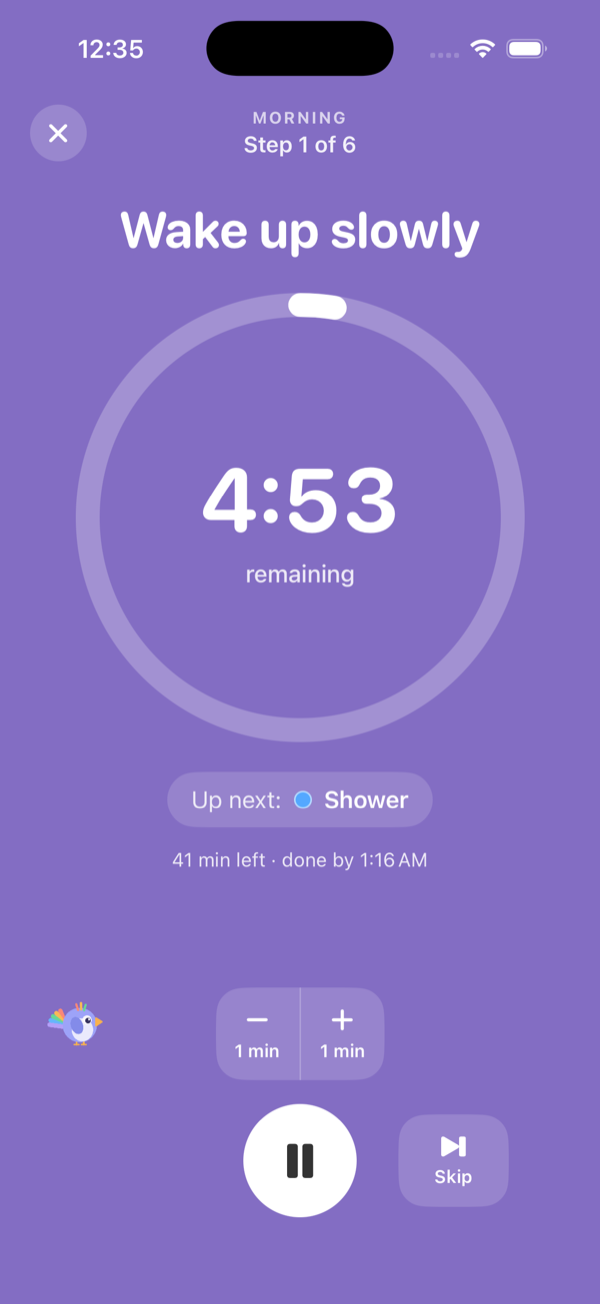 12:35
MORNING
Step 1 of 6
Wake up slowly
4:53
remaining
Up next: Shower
41 min left · done by 1:16 AM
1 min 1 min
Skip